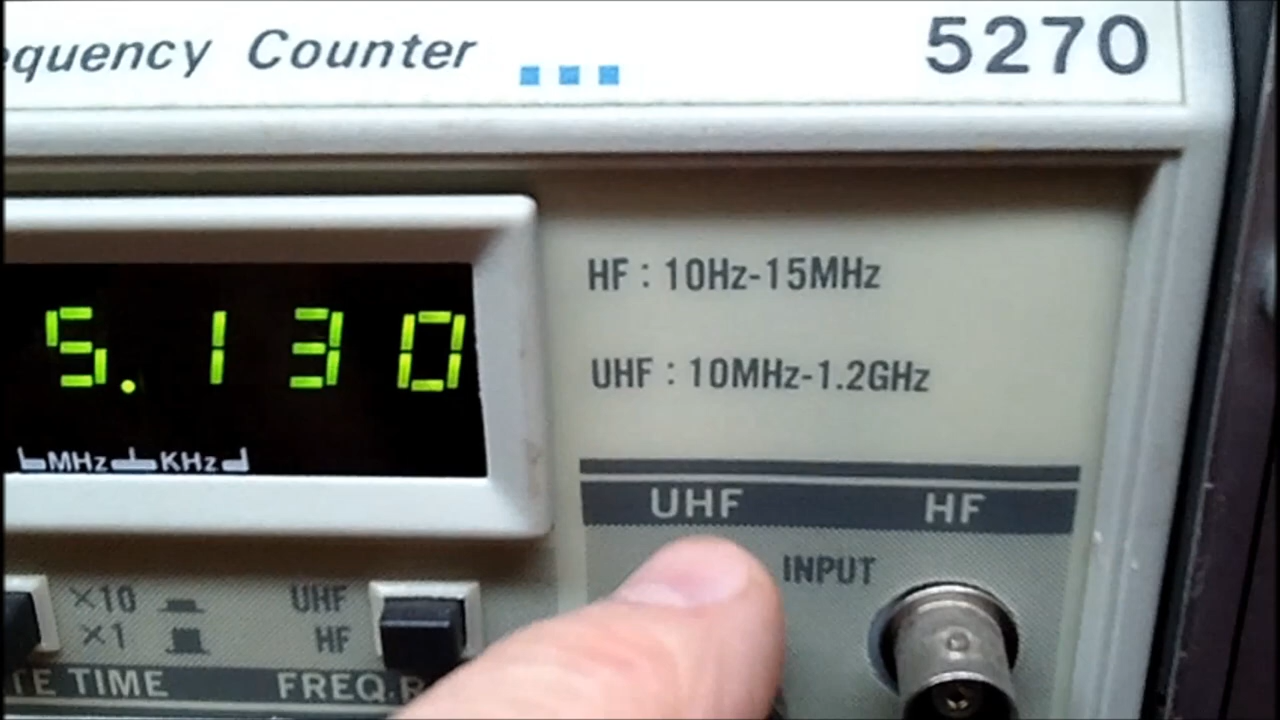 equency Counter
5270
HF : 10Hz-15MHz
UHF : 10MHz-1.2GHz
5.130
MHz KHz
UHF HF
INPUT
×10 UHF
×1 HF
TE TIME FREQ.R